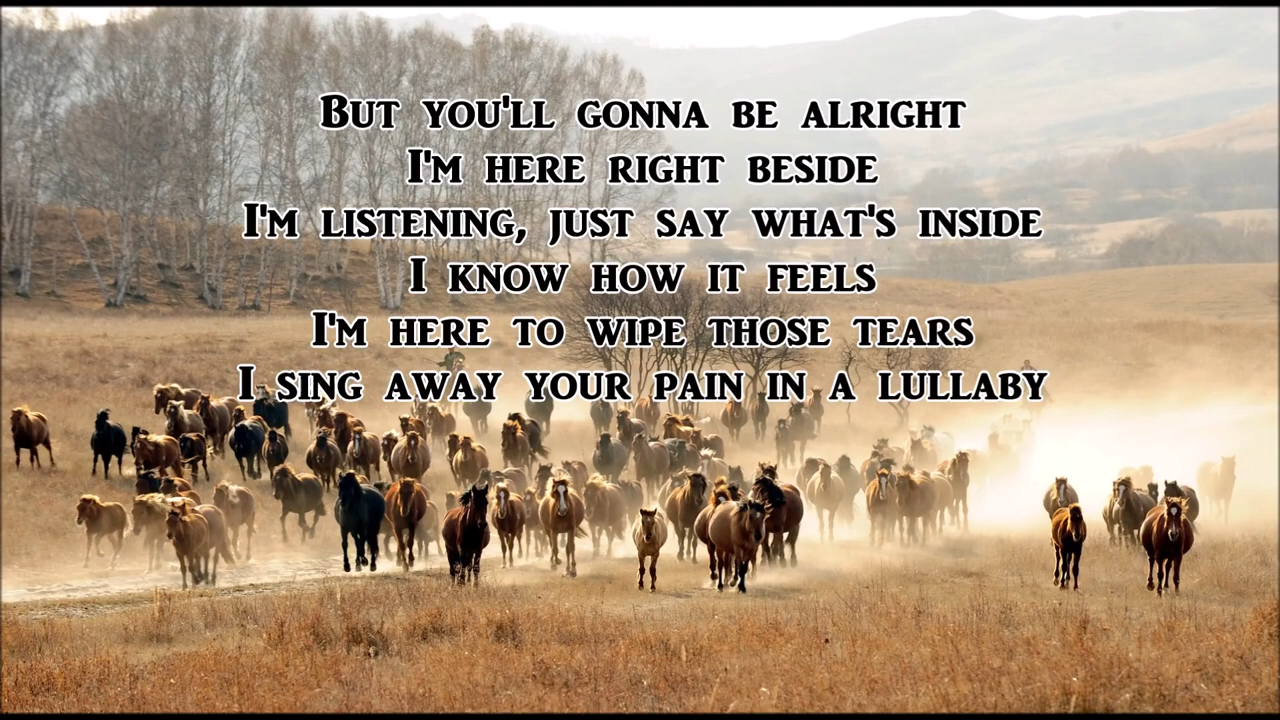 But you'll gonna be alright
I'm here right beside
I'm listening, just say what's inside
I know how it feels
I'm here to wipe those tears
I sing away your pain in a lullaby